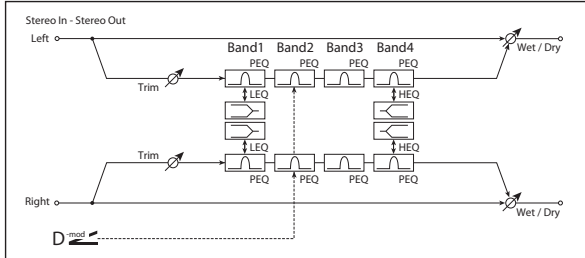 Stereo In - Stereo Out
Left
Wet / Dry
Band1 Band2 Band3 Band4
PEQ PEQ PEQ PEQ
Trim
LEQ HEQ
LEQ HEQ
Trim
PEQ PEQ PEQ PEQ
Right
Wet / Dry
D-mod